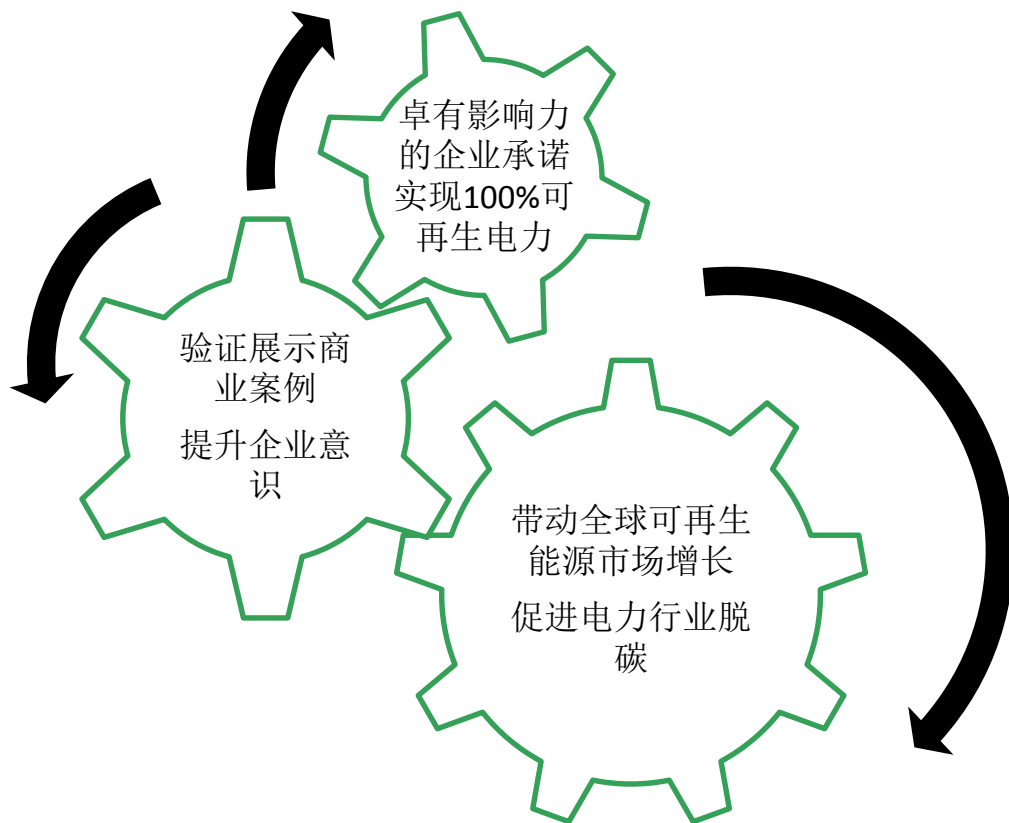 卓有影响力
的企业承诺
实现100%可
再生电力
验证展示商
业案例
提升企业意
识
带动全球可再生
能源市场增长
促进电力行业脱
碳